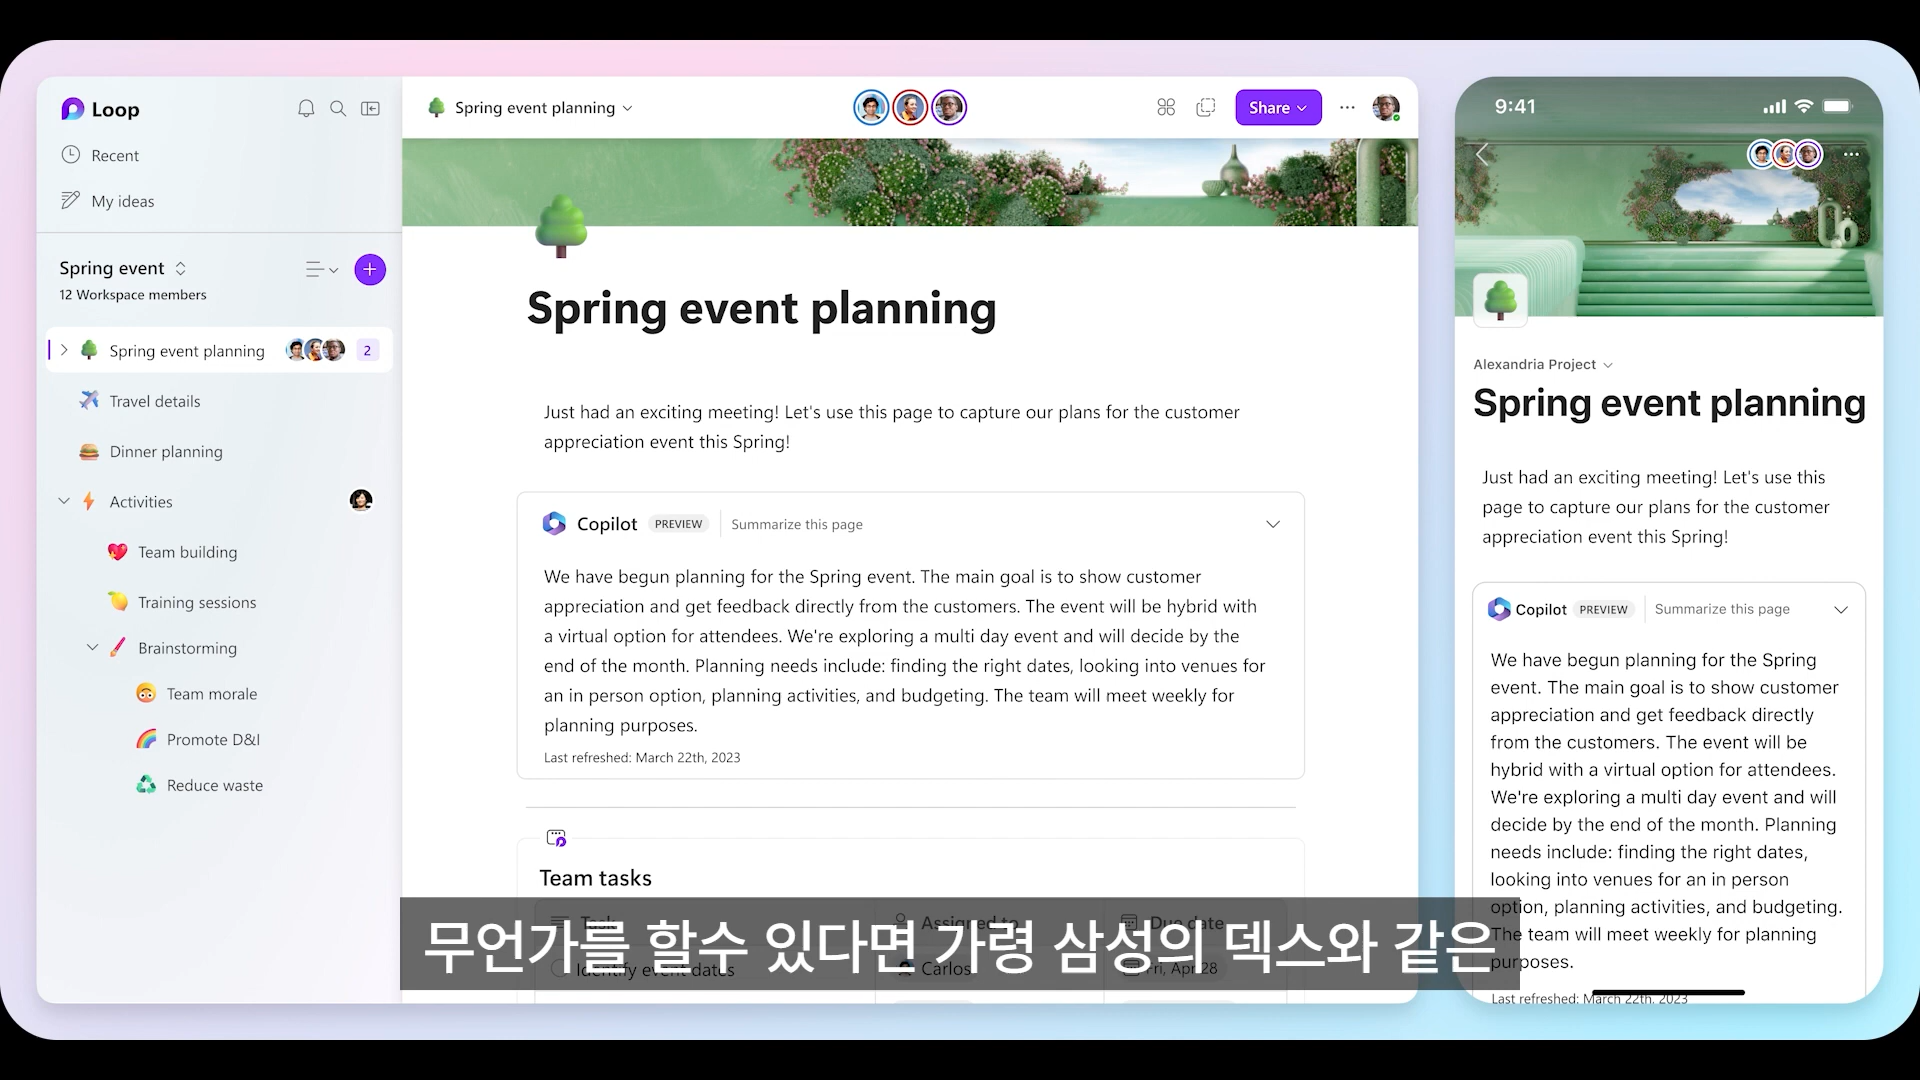 Loop
Recent
My ideas
Spring event
12 Workspace members
Spring event planning
2
Travel details
Dinner planning
Activities
Team building
Training sessions
Brainstorming
Team morale
Promote D&I
Reduce waste
Spring event planning
Share
Spring event planning
Just had an exciting meeting! Let's use this page to capture our plans for the customer
appreciation event this Spring!
Copilot PREVIEW Summarize this page
We have begun planning for the Spring event. The main goal is to show customer
appreciation and get feedback directly from the customers. The event will be hybrid with
a virtual option for attendees. We're exploring a multi day event and will decide by the
end of the month. Planning needs include: finding the right dates, looking into venues for
an in person option, planning activities, and budgeting. The team will meet weekly for
planning purposes.
Last refreshed: March 22th, 2023
Team tasks
Task Assigned to Due date
Identify event dates Carlos Fri, Apr 28
무언가를 할수 있다면 가령 삼성의 덱스와 같은
9:41
Alexandria Project
Spring event planning
Just had an exciting meeting! Let's use this
page to capture our plans for the customer
appreciation event this Spring!
Copilot PREVIEW Summarize this page
We have begun planning for the Spring
event. The main goal is to show customer
appreciation and get feedback directly
from the customers. The event will be
hybrid with a virtual option for attendees.
We're exploring a multi day event and will
decide by the end of the month. Planning
needs include: finding the right dates,
looking into venues for an in person
option, planning activities, and budgeting.
The team will meet weekly for planning
purposes.
Last refreshed: March 22th, 2023